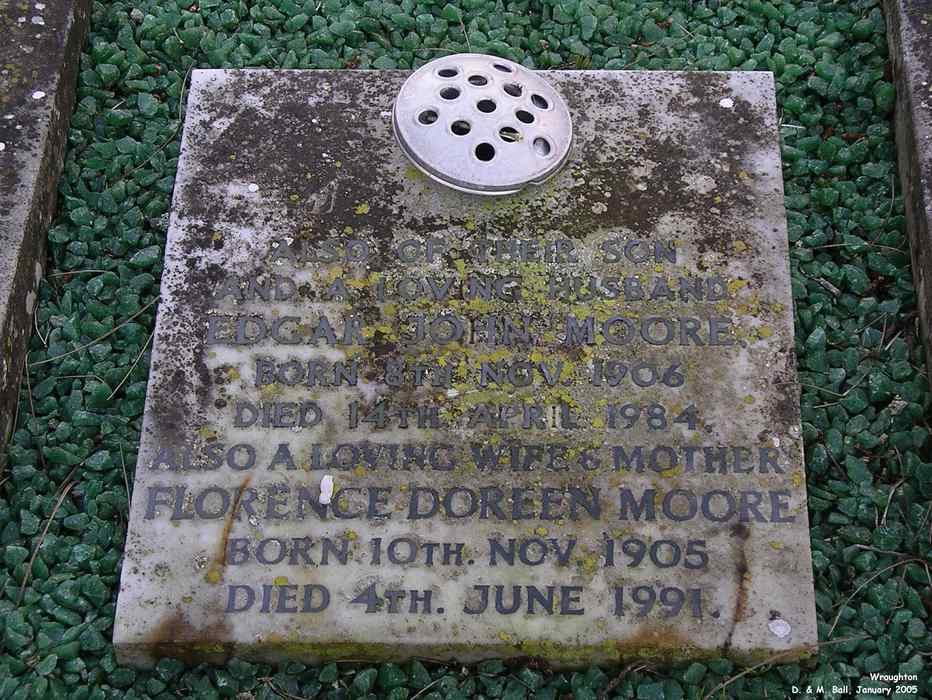 ALSO OF THEIR SON
AND A LOVING HUSBAND
EDGAR JOHN MOORE
BORN 8TH NOV. 1906
DIED 14TH APRIL 1984.
ALSO A LOVING WIFE & MOTHER
FLORENCE DOREEN MOORE
BORN 10TH. NOV. 1905
DIED 4TH. JUNE 1991.
Wroughton
D. & M. Ball, January 2005